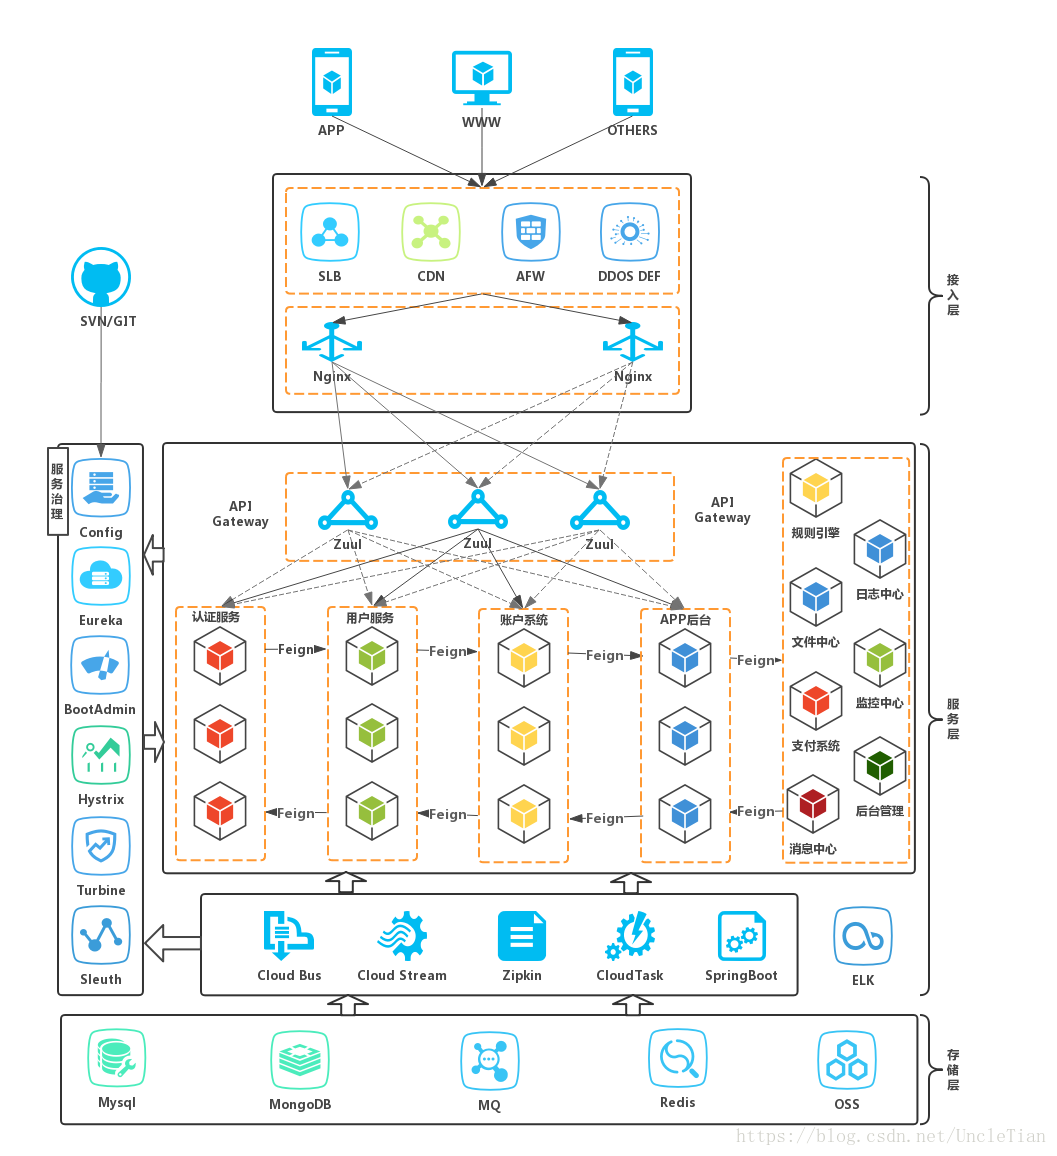 APP
WWW
OTHERS
SLB
CDN
AFW
DDOS DEF
接入层
SVN/GIT
Nginx
Nginx
服务治理
Config
Eureka
BootAdmin
Hystrix
Turbine
Sleuth
API
Gateway
Zuul
Zuul
Zuul
API
Gateway
规则引擎
日志中心
文件中心
监控中心
支付系统
后台管理
消息中心
认证服务
用户服务
账户系统
APP后台
Feign
Feign
Feign
Feign
Feign
Feign
Feign
Feign
服务层
Cloud Bus
Cloud Stream
Zipkin
CloudTask
SpringBoot
ELK
Mysql
MongoDB
MQ
Redis
OSS
存储层
https://blog.csdn.net/UncleTian